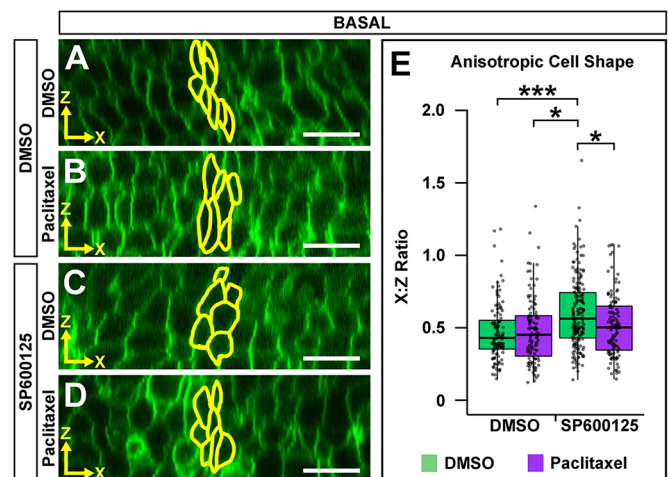 BASAL
DMSO
SP600125
DMSO
Paclitaxel
DMSO
Paclitaxel
A
Z
X
B
Z
X
C
Z
X
D
Z
X
E
Anisotropic Cell Shape
***
*
*
X:Z Ratio
2.0
1.5
1.0
0.5
0
DMSO SP600125
DMSO Paclitaxel